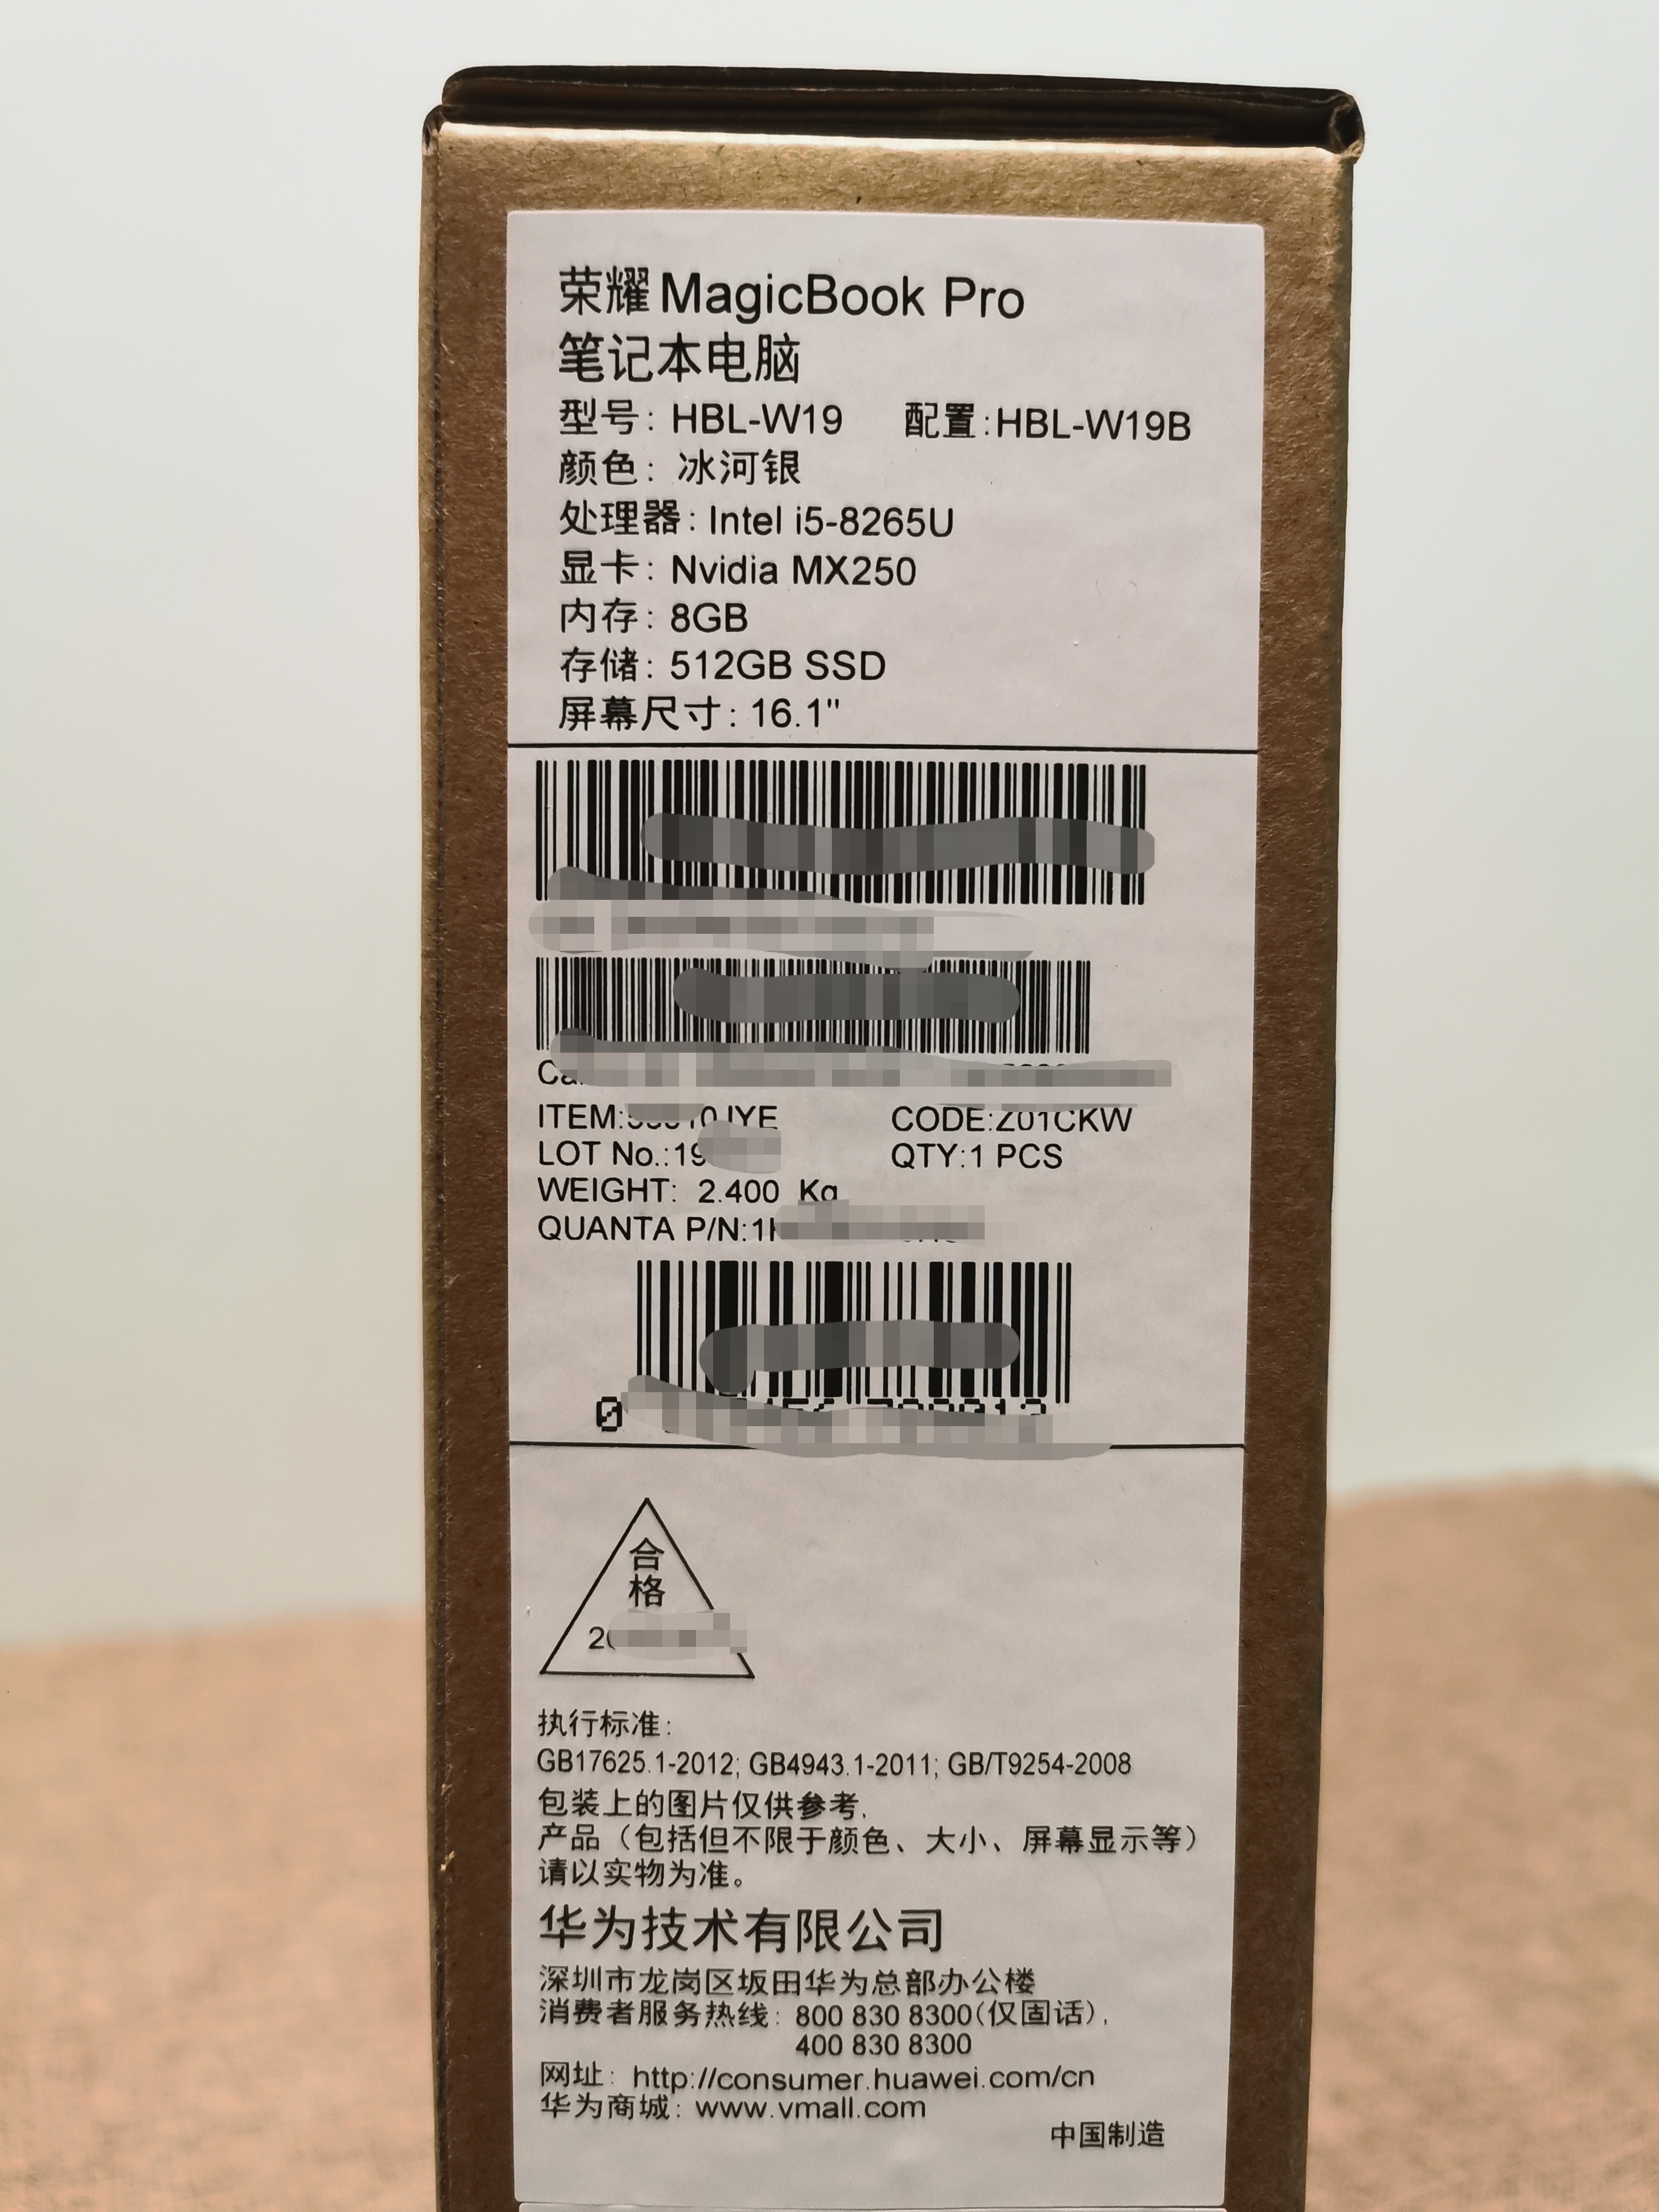 荣耀MagicBook Pro
笔记本电脑
型号: HBL-W19 配置:HBL-W19B
颜色: 冰河银
处理器: Intel i5-8265U
显卡: Nvidia MX250
内存: 8GB
存储: 512GB SSD
屏幕尺寸: 16.1"
ITEM: CODE:Z01CKW
LOT No.:19 QTY:1 PCS
WEIGHT: 2.400 Kg
QUANTA P/N:
0
合
格
执行标准:
GB17625.1-2012; GB4943.1-2011; GB/T9254-2008
包装上的图片仅供参考,
产品（包括但不限于颜色、大小、屏幕显示等）
请以实物为准。
华为技术有限公司
深圳市龙岗区坂田华为总部办公楼
消费者服务热线: 800 830 8300(仅固话),
400 830 8300
网址: http://consumer.huawei.com/cn
华为商城: www.vmall.com
中国制造